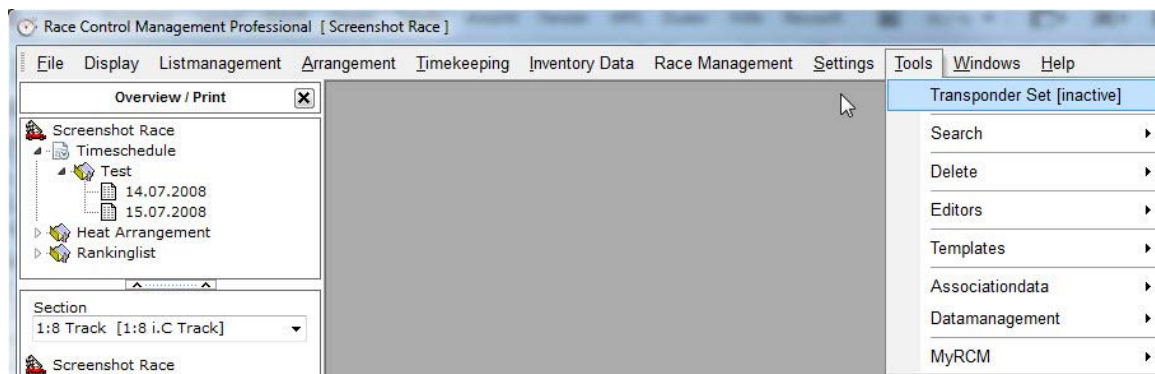 Race Control Management Professional [ Screenshot Race ]
File Display Listmanagement Arrangement Timekeeping Inventory Data Race Management Settings Tools Windows Help
Overview / Print
Screenshot Race
Timeschedule
Test
14.07.2008
15.07.2008
Heat Arrangement
Rankinglist
Section
1:8 Track [1:8 i.C Track]
Screenshot Race
Transponder Set [inactive]
Search
Delete
Editors
Templates
Associationdata
Datamanagement
MyRCM